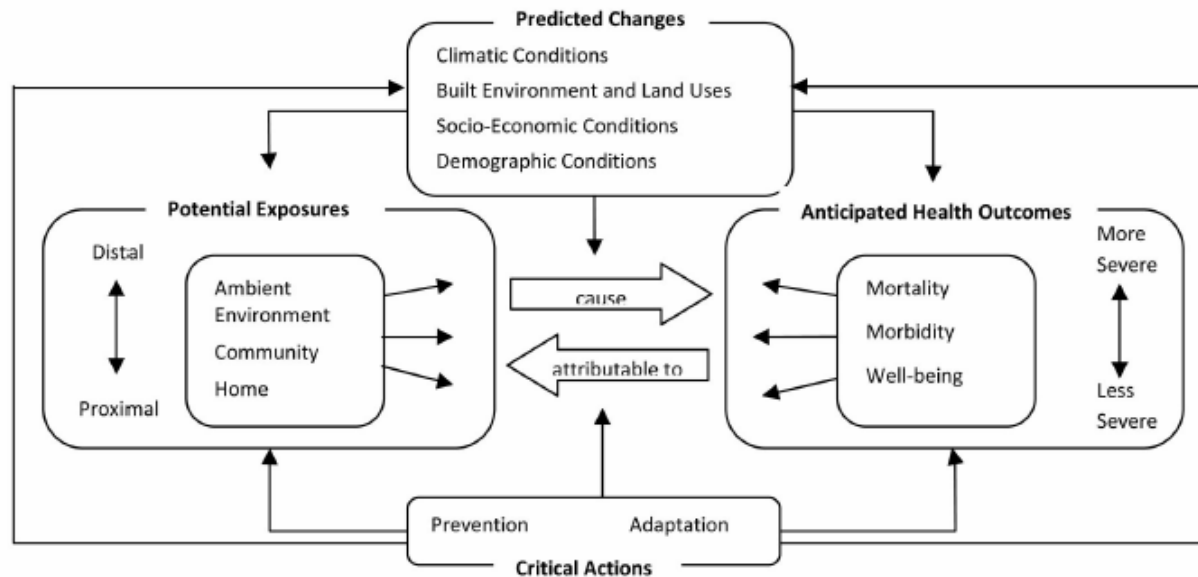 Predicted Changes
Climatic Conditions
Built Environment and Land Uses
Socio-Economic Conditions
Demographic Conditions
Potential Exposures
Distal
Proximal
Ambient
Environment
Community
Home
cause
attributable to
Anticipated Health Outcomes
Mortality
Morbidity
Well-being
More
Severe
Less
Severe
Prevention
Adaptation
Critical Actions